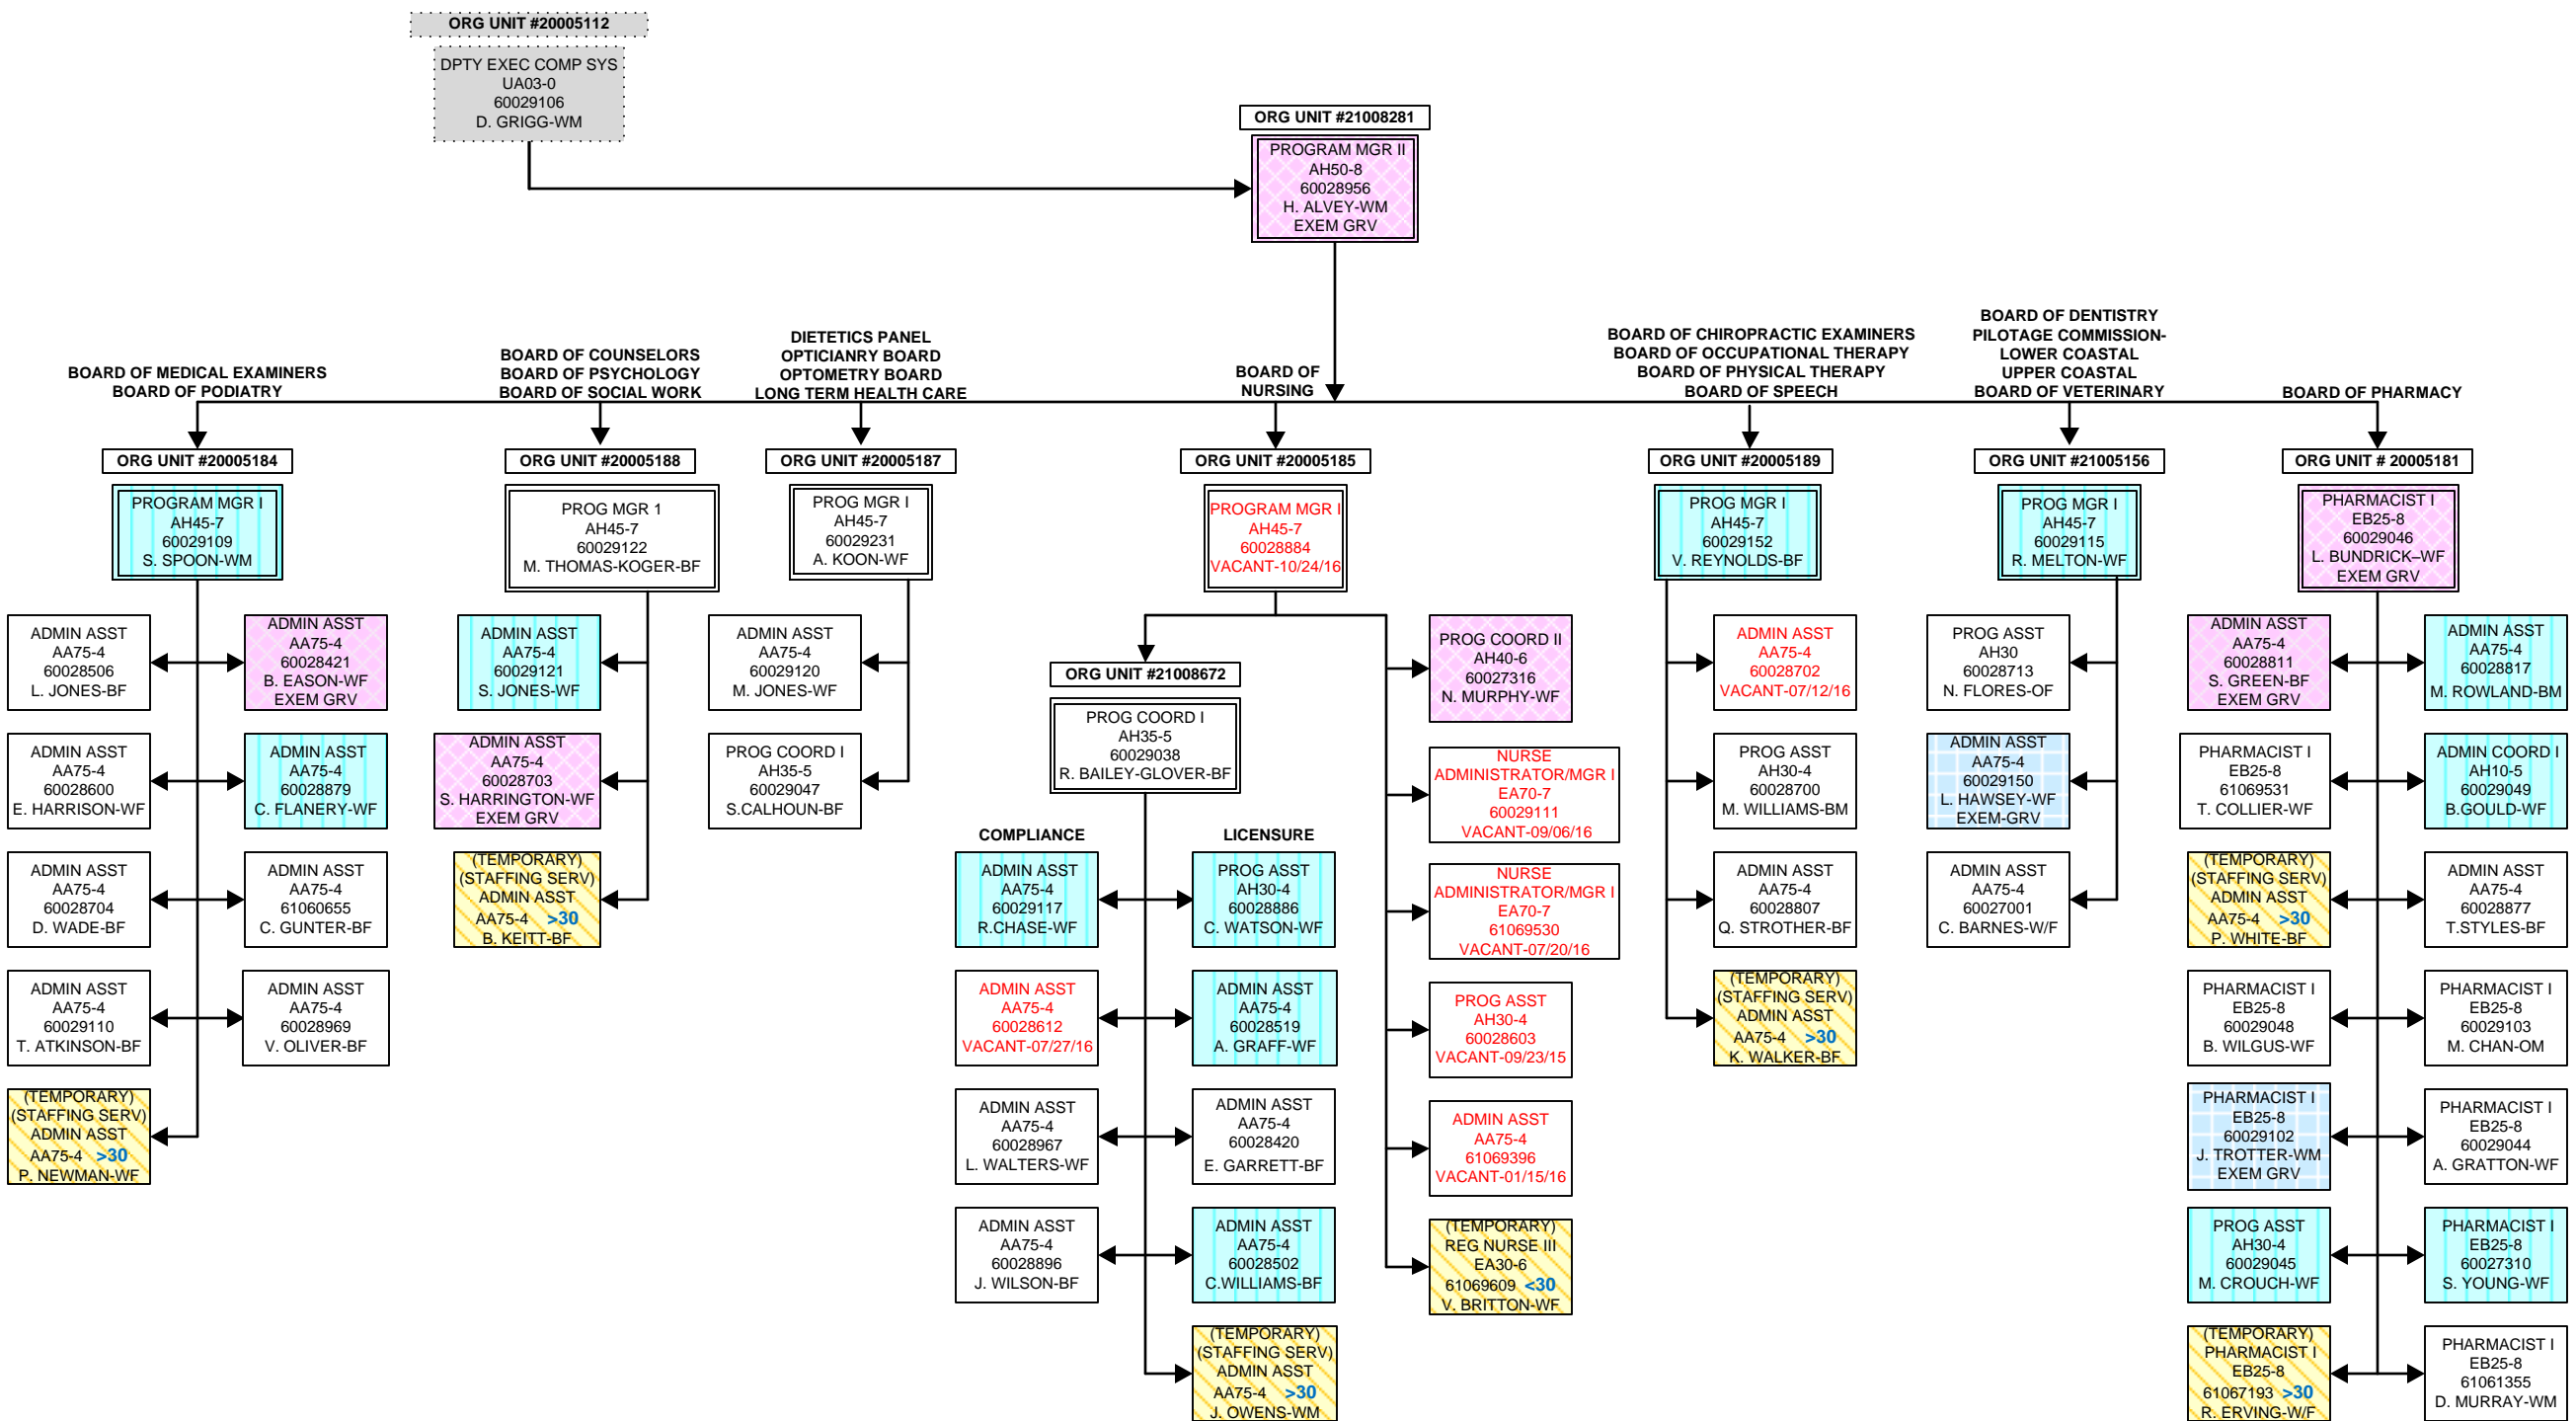 ORG UNIT #20005112
DPTY EXEC COMP SYS
UA03-0
60029106
D. GRIGG-WM
ORG UNIT #21008281
PROGRAM MGR II
AH50-8
60028956
H. ALVEY-WM
EXEM GRV
BOARD OF MEDICAL EXAMINERS
BOARD OF PODIATRY
ORG UNIT #20005184
PROGRAM MGR I
AH45-7
60029109
S. SPOON-WM
ADMIN ASST
AA75-4
60028506
L. JONES-BF
ADMIN ASST
AA75-4
60028421
B. EASON-WF
EXEM GRV
ADMIN ASST
AA75-4
60028600
E. HARRISON-WF
ADMIN ASST
AA75-4
60028879
C. FLANERY-WF
ADMIN ASST
AA75-4
60028704
D. WADE-BF
ADMIN ASST
AA75-4
61060655
C. GUNTER-BF
ADMIN ASST
AA75-4
60029110
T. ATKINSON-BF
ADMIN ASST
AA75-4
60028969
V. OLIVER-BF
(TEMPORARY)
(STAFFING SERV)
ADMIN ASST
AA75-4 >30
P. NEWMAN-WF
BOARD OF COUNSELORS
BOARD OF PSYCHOLOGY
BOARD OF SOCIAL WORK
ORG UNIT #20005188
PROG MGR 1
AH45-7
60029122
M. THOMAS-KOGER-BF
ADMIN ASST
AA75-4
60029121
S. JONES-WF
ADMIN ASST
AA75-4
60028703
S. HARRINGTON-WF
EXEM GRV
(TEMPORARY)
(STAFFING SERV)
ADMIN ASST
AA75-4 >30
B. KEITT-BF
DIETETICS PANEL
OPTICIANRY BOARD
OPTOMETRY BOARD
LONG TERM HEALTH CARE
ORG UNIT #20005187
PROG MGR I
AH45-7
60029231
A. KOON-WF
ADMIN ASST
AA75-4
60029120
M. JONES-WF
PROG COORD I
AH35-5
60029047
S.CALHOUN-BF
BOARD OF
NURSING
ORG UNIT #20005185
PROGRAM MGR I
AH45-7
60028884
VACANT-10/24/16
ORG UNIT #21008672
PROG COORD I
AH35-5
60029038
R. BAILEY-GLOVER-BF
COMPLIANCE
LICENSURE
ADMIN ASST
AA75-4
60029117
R.CHASE-WF
PROG ASST
AH30-4
60028886
C. WATSON-WF
ADMIN ASST
AA75-4
60028612
VACANT-07/27/16
ADMIN ASST
AA75-4
60028519
A. GRAFF-WF
ADMIN ASST
AA75-4
60028967
L. WALTERS-WF
ADMIN ASST
AA75-4
60028420
E. GARRETT-BF
ADMIN ASST
AA75-4
60028896
J. WILSON-BF
ADMIN ASST
AA75-4
60028502
C.WILLIAMS-BF
(TEMPORARY)
(STAFFING SERV)
ADMIN ASST
AA75-4 >30
J. OWENS-WM
PROG COORD II
AH40-6
60027316
N. MURPHY-WF
NURSE
ADMINISTRATOR/MGR I
EA70-7
60029111
VACANT-09/06/16
NURSE
ADMINISTRATOR/MGR I
EA70-7
61069530
VACANT-07/20/16
PROG ASST
AH30-4
60028603
VACANT-09/23/15
ADMIN ASST
AA75-4
61069396
VACANT-01/15/16
(TEMPORARY)
REG NURSE III
EA30-6
61069609 <30
V. BRITTON-WF
BOARD OF CHIROPRACTIC EXAMINERS
BOARD OF OCCUPATIONAL THERAPY
BOARD OF PHYSICAL THERAPY
BOARD OF SPEECH
ORG UNIT #20005189
PROG MGR I
AH45-7
60029152
V. REYNOLDS-BF
ADMIN ASST
AA75-4
60028702
VACANT-07/12/16
PROG ASST
AH30-4
60028700
M. WILLIAMS-BM
ADMIN ASST
AA75-4
60028807
Q. STROTHER-BF
(TEMPORARY)
(STAFFING SERV)
ADMIN ASST
AA75-4 >30
K. WALKER-BF
BOARD OF DENTISTRY
PILOTAGE COMMISSION-
LOWER COASTAL
UPPER COASTAL
BOARD OF VETERINARY
ORG UNIT #21005156
PROG MGR I
AH45-7
60029115
R. MELTON-WF
PROG ASST
AH30
60028713
N. FLORES-OF
ADMIN ASST
AA75-4
60029150
L. HAWSEY-WF
EXEM-GRV
ADMIN ASST
AA75-4
60027001
C. BARNES-W/F
BOARD OF PHARMACY
ORG UNIT # 20005181
PHARMACIST I
EB25-8
60029046
L. BUNDRICK–WF
EXEM GRV
ADMIN ASST
AA75-4
60028811
S. GREEN-BF
EXEM GRV
ADMIN ASST
AA75-4
60028817
M. ROWLAND-BM
PHARMACIST I
EB25-8
61069531
T. COLLIER-WF
ADMIN COORD I
AH10-5
60029049
B.GOULD-WF
(TEMPORARY)
(STAFFING SERV)
ADMIN ASST
AA75-4 >30
P. WHITE-BF
ADMIN ASST
AA75-4
60028877
T.STYLES-BF
PHARMACIST I
EB25-8
60029048
B. WILGUS-WF
PHARMACIST I
EB25-8
60029103
M. CHAN-OM
PHARMACIST I
EB25-8
60029102
J. TROTTER-WM
EXEM GRV
PHARMACIST I
EB25-8
60029044
A. GRATTON-WF
PROG ASST
AH30-4
60029045
M. CROUCH-WF
PHARMACIST I
EB25-8
60027310
S. YOUNG-WF
(TEMPORARY)
PHARMACIST I
EB25-8
61067193 >30
R. ERVING-W/F
PHARMACIST I
EB25-8
61061355
D. MURRAY-WM